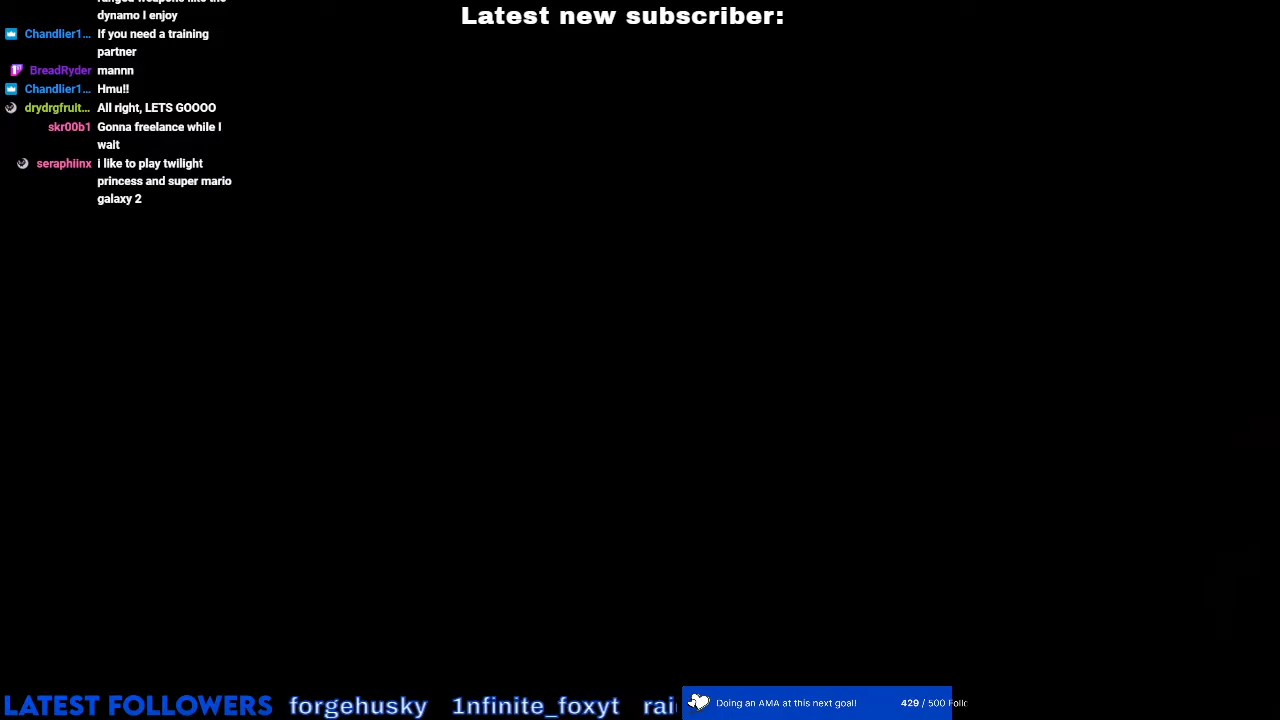 Latest new subscriber:
dynamo I enjoy
Chandlier1... If you need a training
partner
BreadRyder mannn
Chandlier1... Hmu!!
drydrgfruit... All right, LETS GOOOO
skr00b1 Gonna freelance while I
wait
seraphiinx i like to play twilight
princess and super mario
galaxy 2
LATEST FOLLOWERS forgehusky 1nfinite_foxyt
Doing an AMA at this next goal! 429 / 500